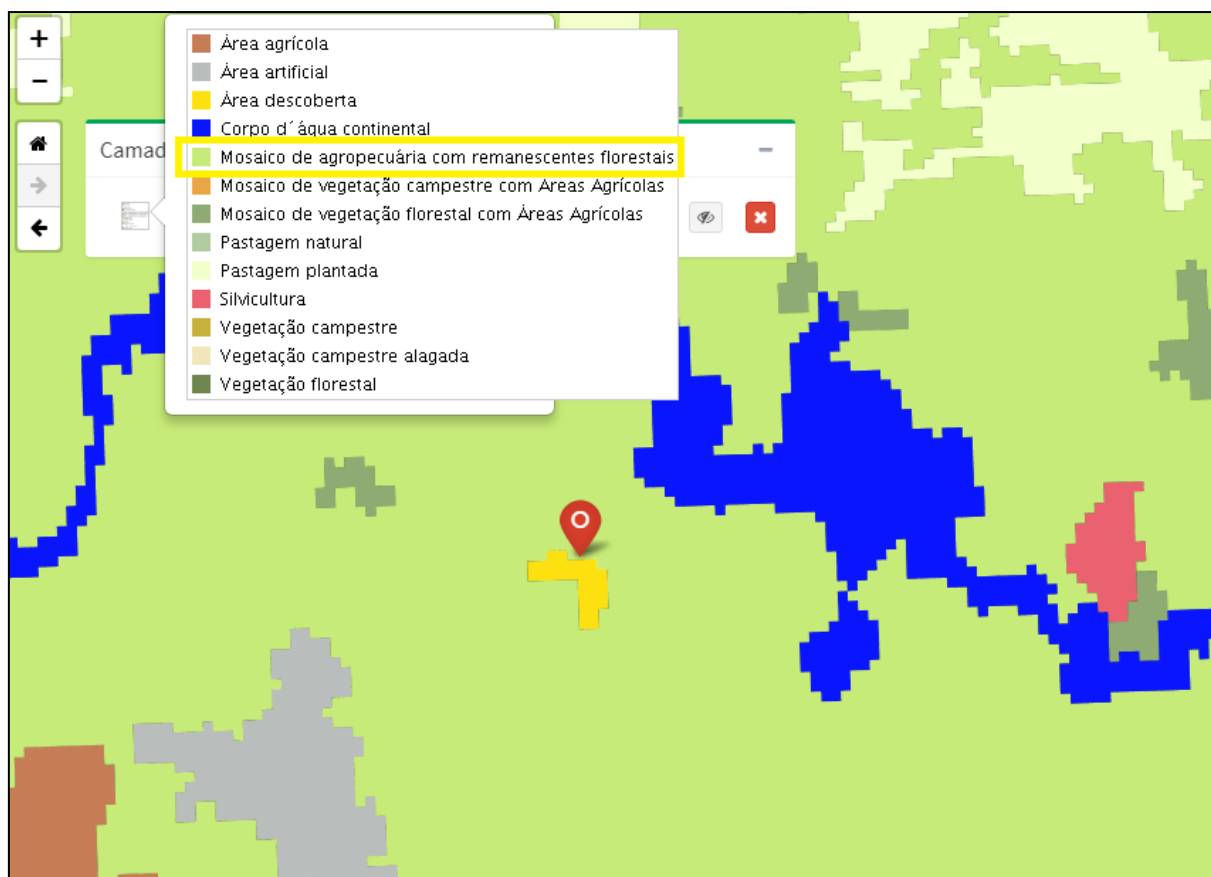 +
Área agrícola
Área artificial
−
Área descoberta
Corpo d´água continental
Camad
Mosaico de agropecuária com remanescentes florestais
Mosaico de vegetação campestre com Áreas Agrícolas
Mosaico de vegetação florestal com Áreas Agrícolas
Pastagem natural
Pastagem plantada
Silvicultura
Vegetação campestre
Vegetação campestre alagada
Vegetação florestal